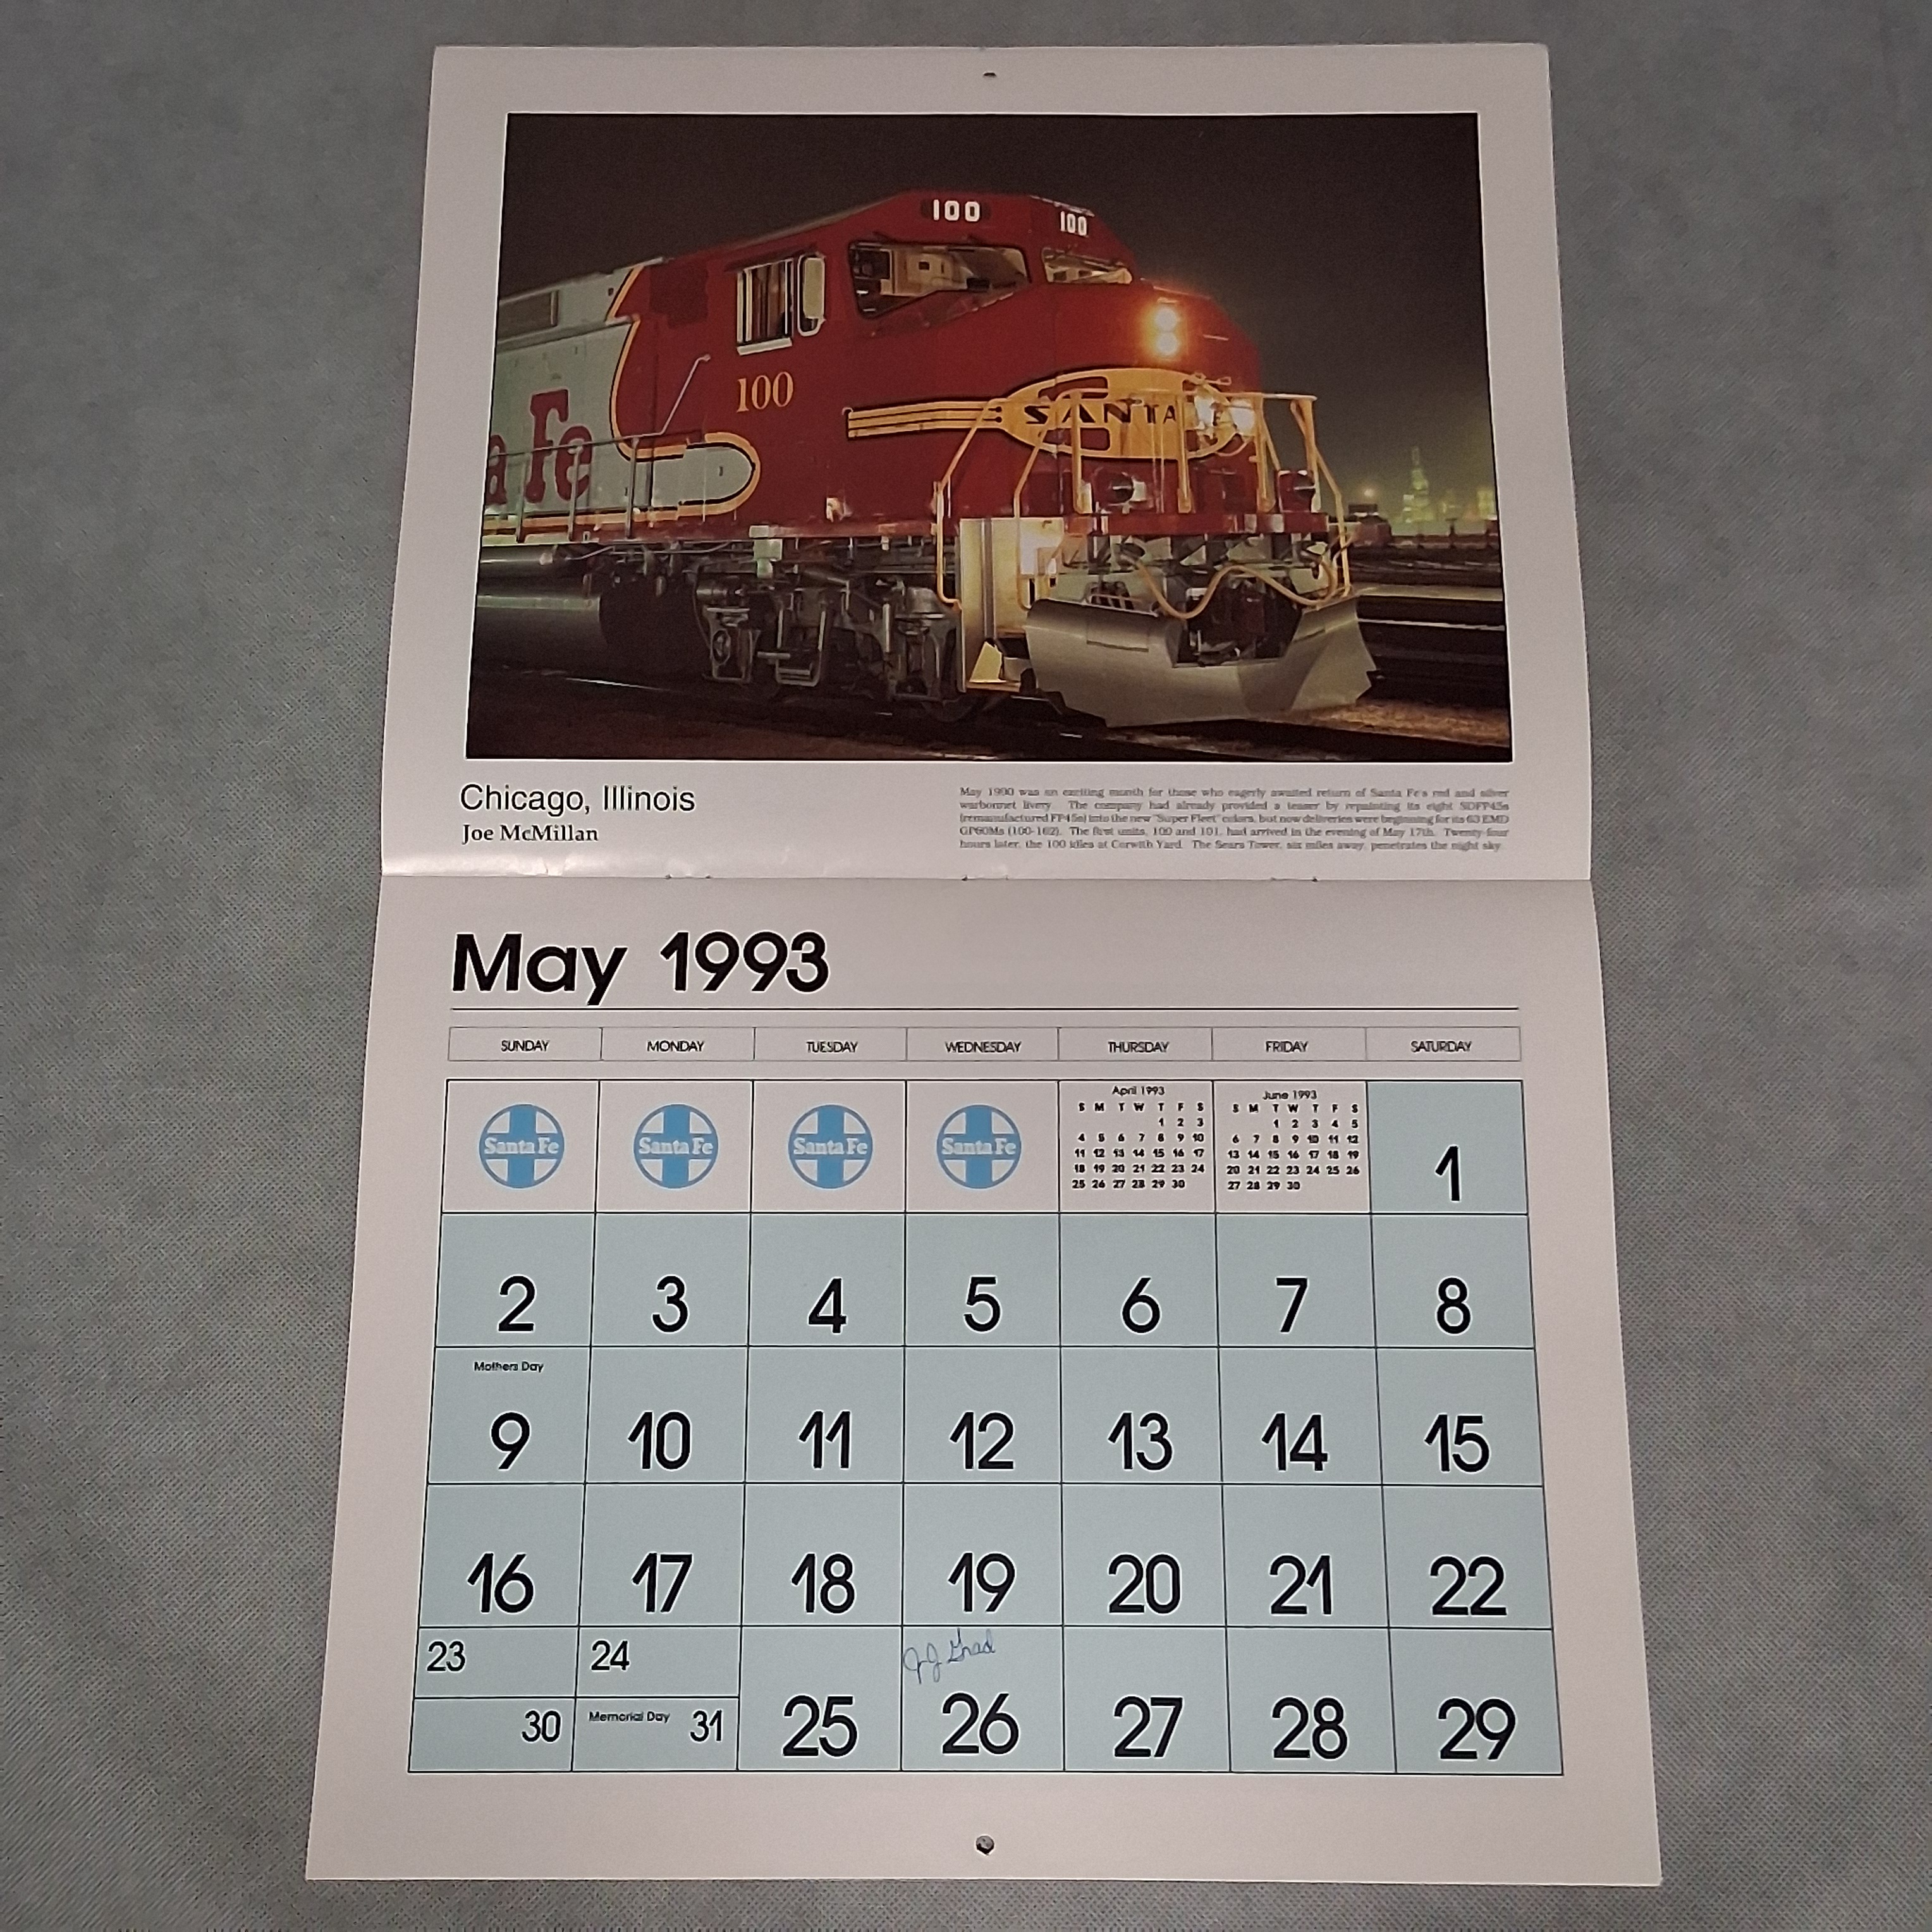 100
100
100
SANTA FE
a Fe
Chicago, Illinois
Joe McMillan
May 1990 was an exciting month for those who eagerly awaited return of Santa Fe's red and silver
warbonnet livery. The company had already provided a teaser by repainting its eight SDFP45s
(remanufactured FP45s) into the new "Super Fleet" colors, but now deliveries were beginning for its 63 EMD
GP60Ms (100-162). The first units, 100 and 101, had arrived in the evening of May 17th. Twenty-four
hours later, the 100 idles at Corwith Yard. The Sears Tower, six miles away, penetrates the night sky.
May 1993
SUNDAY MONDAY TUESDAY WEDNESDAY THURSDAY FRIDAY SATURDAY
Santa Fe Santa Fe Santa Fe Santa Fe
April 1993
S M T W T F S
1 2 3
4 5 6 7 8 9 10
11 12 13 14 15 16 17
18 19 20 21 22 23 24
25 26 27 28 29 30
June 1993
S M T W T F S
1 2 3 4 5
6 7 8 9 10 11 12
13 14 15 16 17 18 19
20 21 22 23 24 25 26
27 28 29 30
1
2 3 4 5 6 7 8
Mothers Day
9 10 11 12 13 14 15
16 17 18 19 20 21 22
23 24
JJ Grad
25 26 27 28 29
30 Memorial Day 31